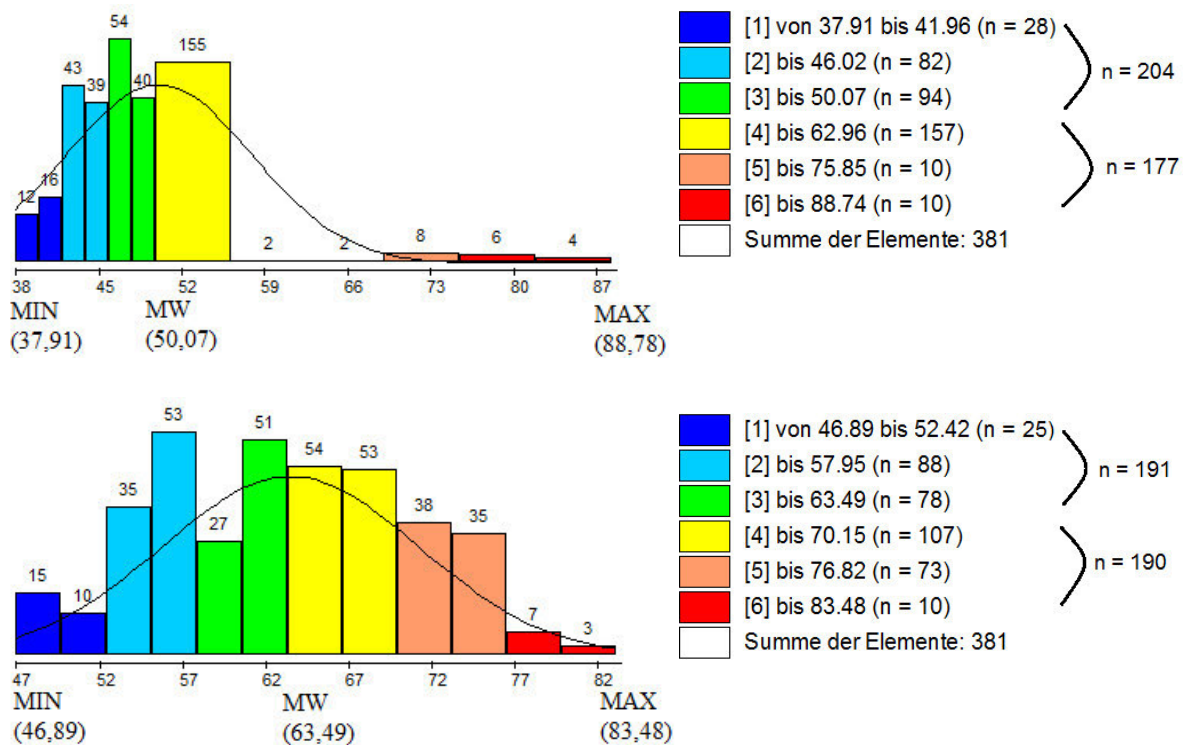 54
155
43
39
40
16
12
2
2
8
6
4
38 45 52 59 66 73 80 87
MIN MW MAX
(37,91) (50,07) (88,78)
[1] von 37.91 bis 41.96 (n = 28)
[2] bis 46.02 (n = 82)
[3] bis 50.07 (n = 94)
n = 204
[4] bis 62.96 (n = 157)
[5] bis 75.85 (n = 10)
[6] bis 88.74 (n = 10)
n = 177
Summe der Elemente: 381
15
10
35
53
27
51
54
53
38
35
7
3
47 52 57 62 67 72 77 82
MIN MW MAX
(46,89) (63,49) (83,48)
[1] von 46.89 bis 52.42 (n = 25)
[2] bis 57.95 (n = 88)
[3] bis 63.49 (n = 78)
n = 191
[4] bis 70.15 (n = 107)
[5] bis 76.82 (n = 73)
[6] bis 83.48 (n = 10)
n = 190
Summe der Elemente: 381